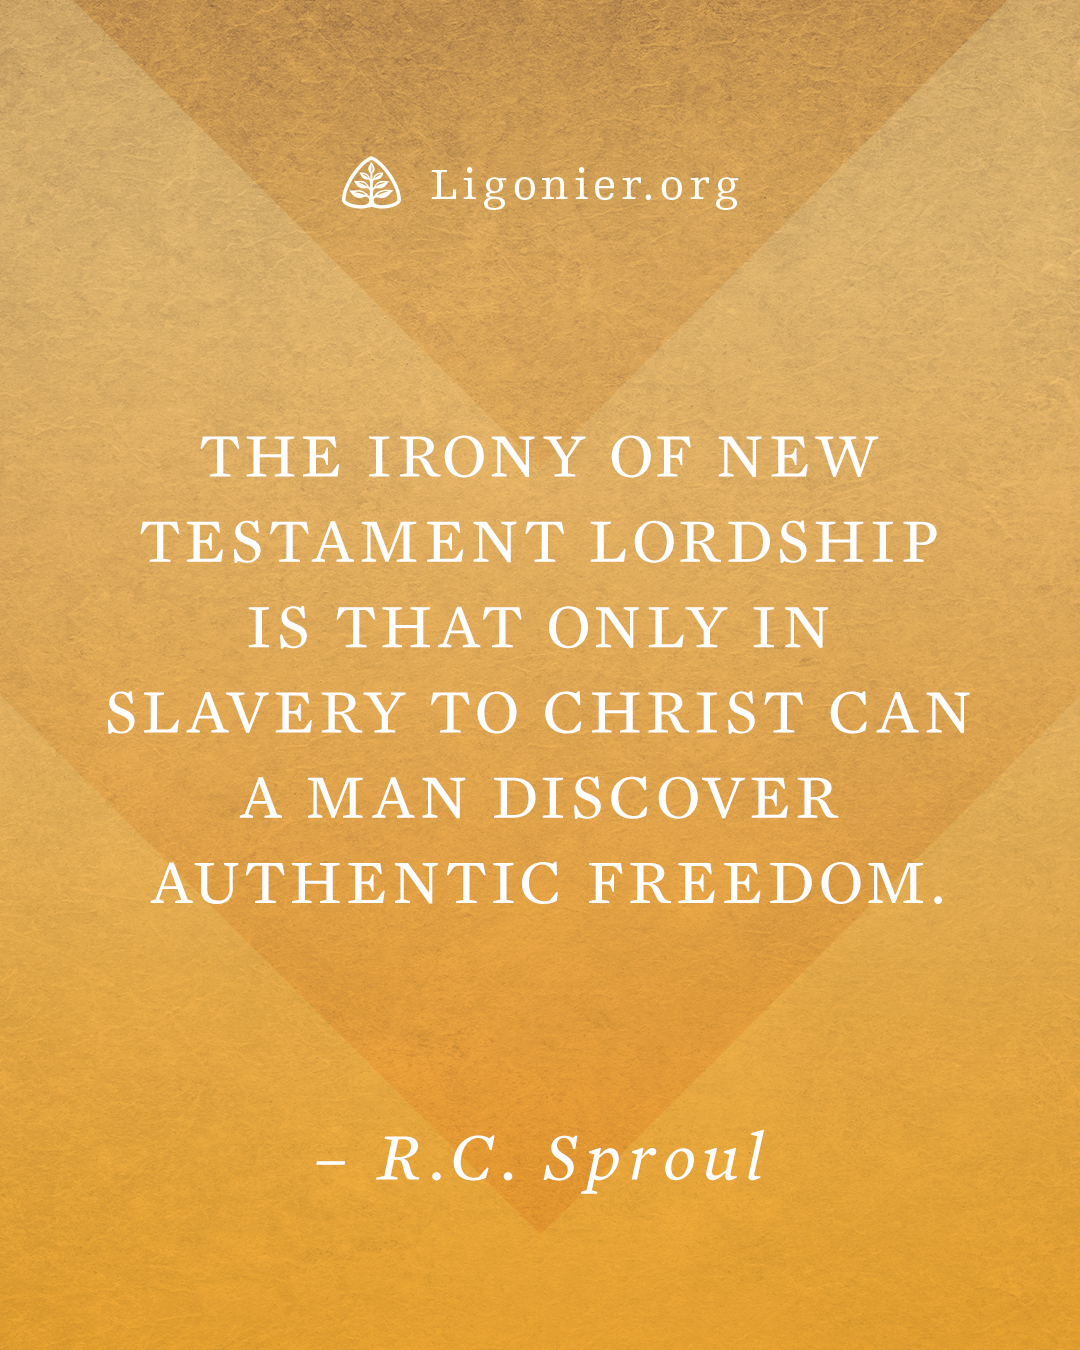 Ligonier.org
THE IRONY OF NEW
TESTAMENT LORDSHIP
IS THAT ONLY IN
SLAVERY TO CHRIST CAN
A MAN DISCOVER
AUTHENTIC FREEDOM.
– R.C. Sproul